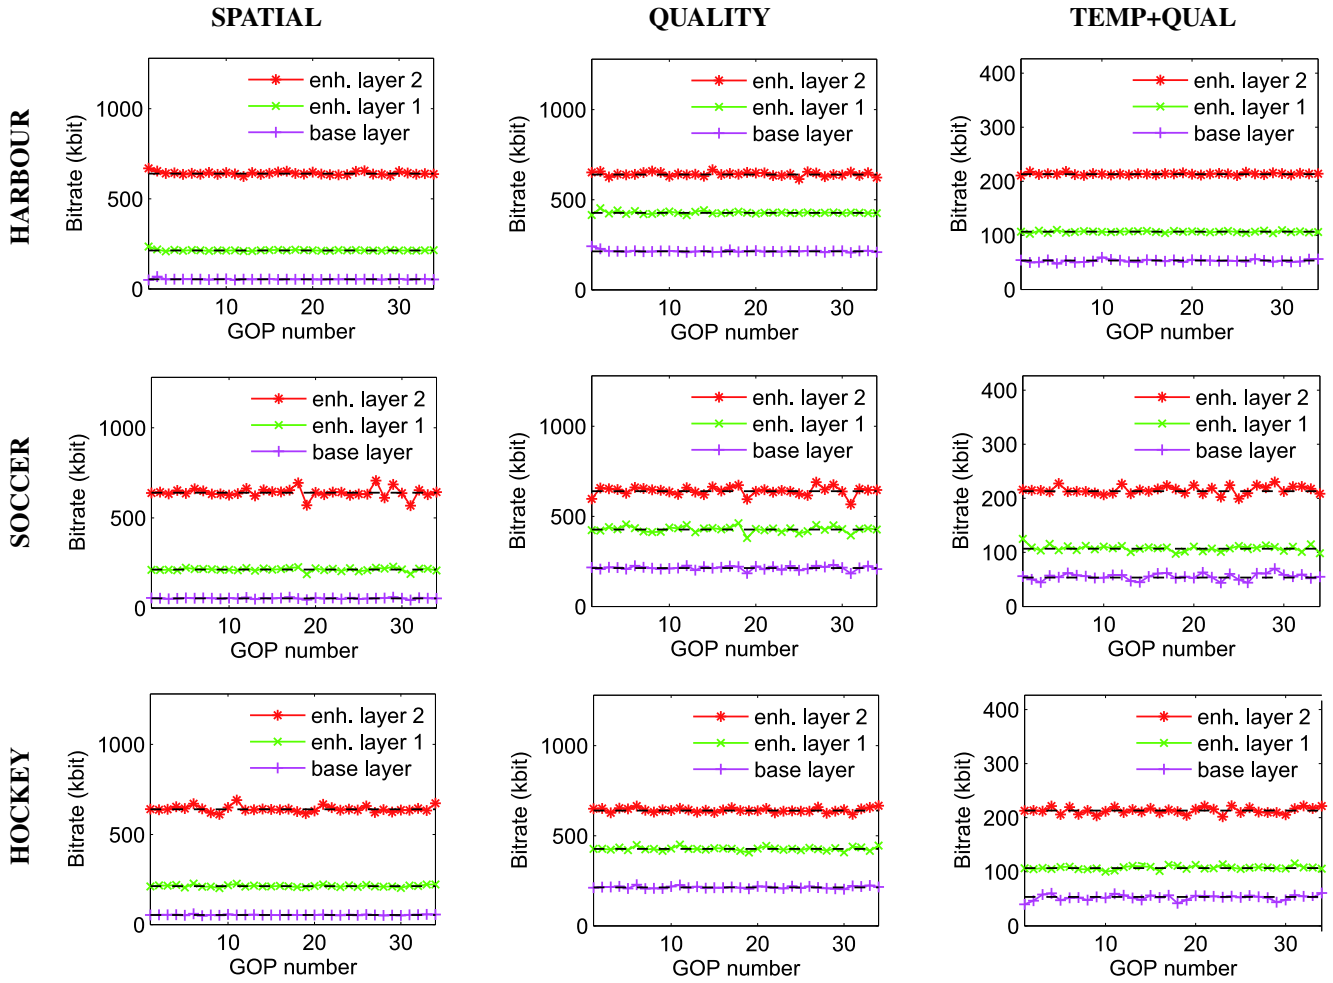 SPATIAL
QUALITY
TEMP+QUAL
HARBOUR
Bitrate (kbit)
1000
500
0
enh. layer 2
enh. layer 1
base layer
10 20 30
GOP number
Bitrate (kbit)
1000
500
0
enh. layer 2
enh. layer 1
base layer
10 20 30
GOP number
Bitrate (kbit)
400
300
200
100
0
enh. layer 2
enh. layer 1
base layer
10 20 30
GOP number
SOCCER
Bitrate (kbit)
1000
500
0
enh. layer 2
enh. layer 1
base layer
10 20 30
GOP number
Bitrate (kbit)
1000
500
0
enh. layer 2
enh. layer 1
base layer
10 20 30
GOP number
Bitrate (kbit)
400
300
200
100
0
enh. layer 2
enh. layer 1
base layer
10 20 30
GOP number
HOCKEY
Bitrate (kbit)
1000
500
0
enh. layer 2
enh. layer 1
base layer
10 20 30
GOP number
Bitrate (kbit)
1000
500
0
enh. layer 2
enh. layer 1
base layer
10 20 30
GOP number
Bitrate (kbit)
400
300
200
100
0
enh. layer 2
enh. layer 1
base layer
10 20 30
GOP number